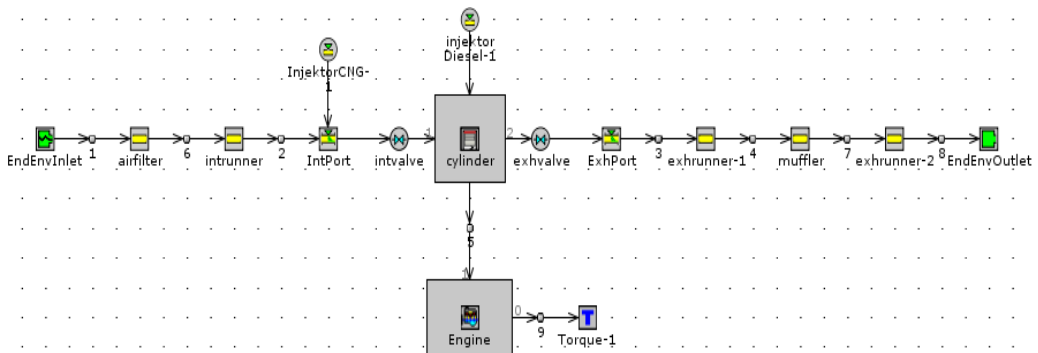 injektor
Diesel-1
InjektorCNG-
1
1 2
EndEnvInlet 1 airfilter 6 intrunner 2 IntPort intvalve cylinder exhvalve ExhPort 3 exhrunner-1 4 muffler 7 exhrunner-2 8 EndEnvOutlet
5
1
0
T
Engine 9 Torque-1